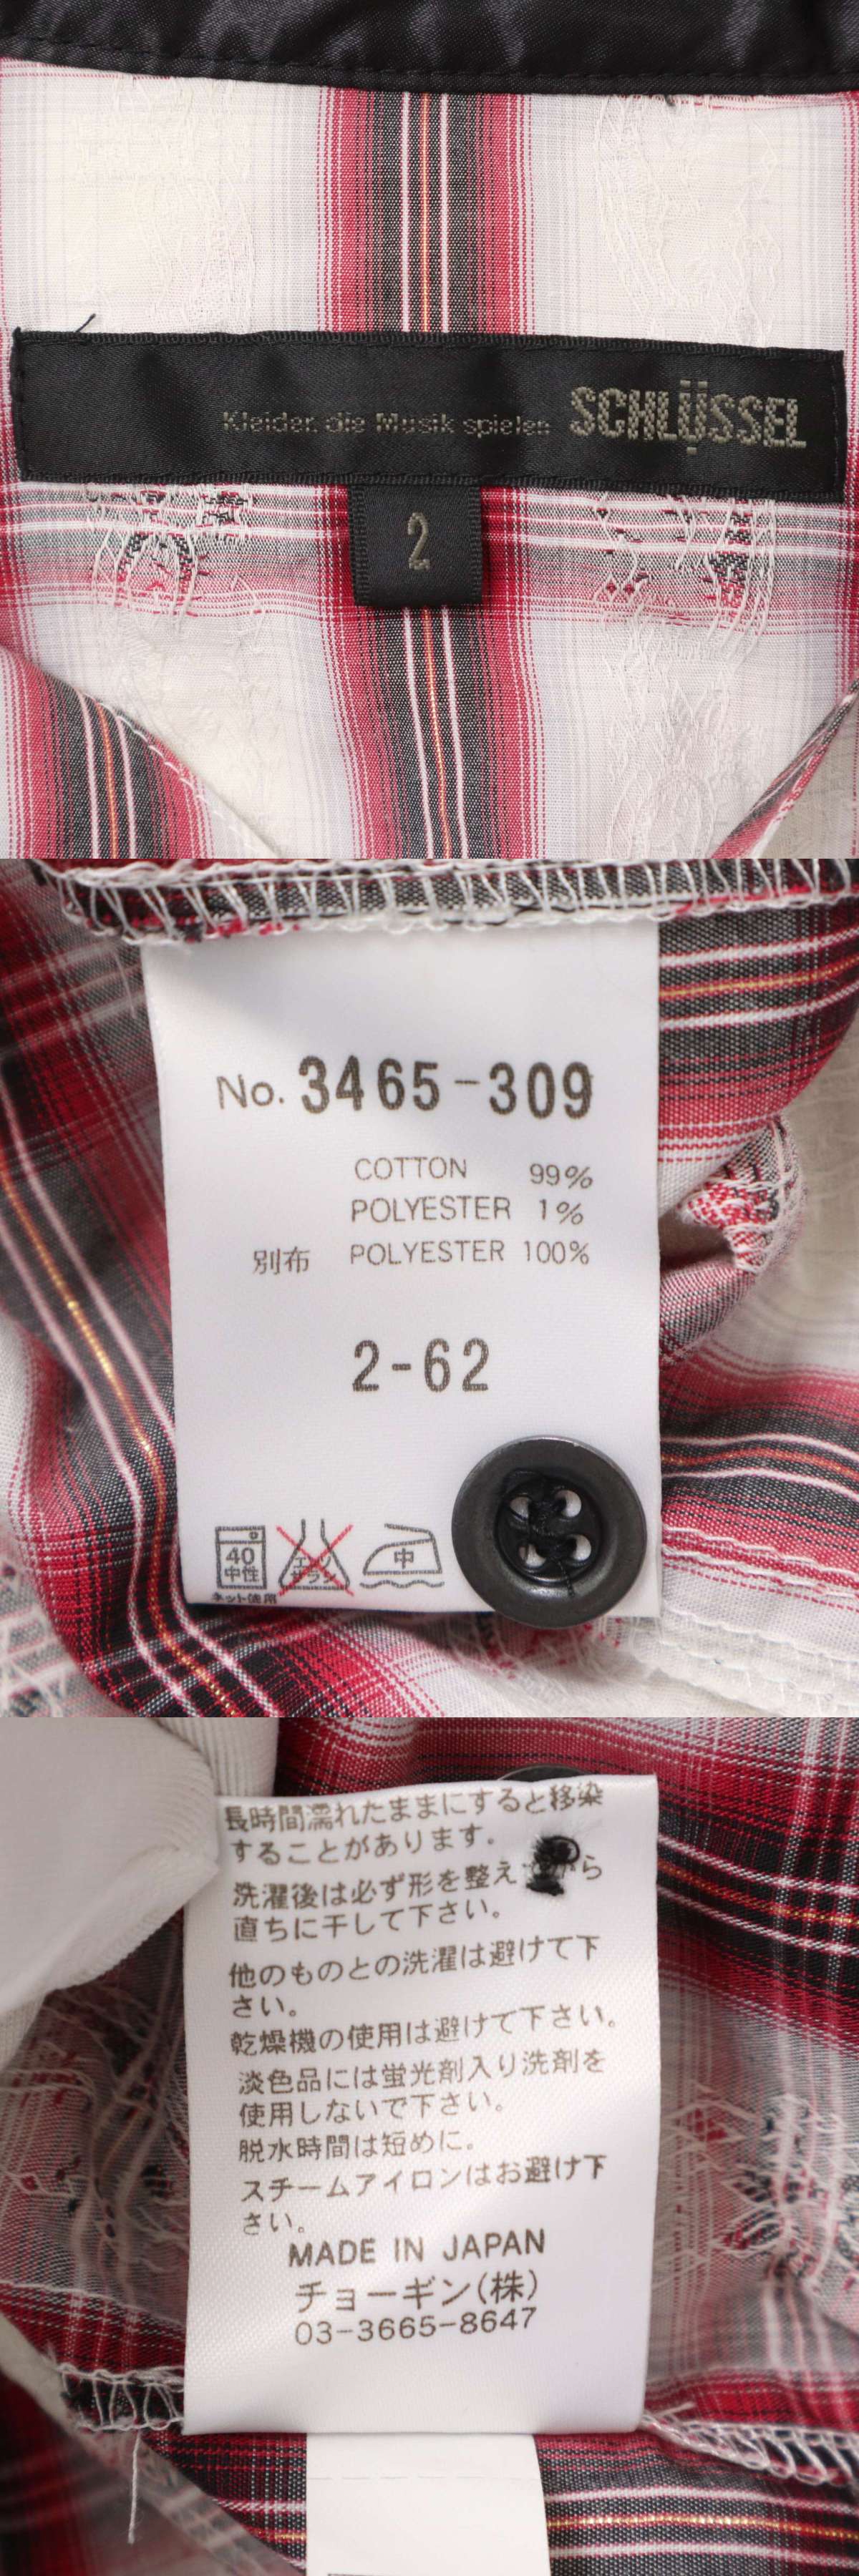 Kleider, die Musik spielen SCHLÜSSEL
2
No. 3465-309
COTTON 99%
POLYESTER 1%
別布 POLYESTER 100%
2-62
40
中性
エンソ
サラシ
中
ネット使用
長時間濡れたままにすると移染
することがあります。
洗濯後は必ず形を整え がら
直ちに干して下さい。
他のものとの洗濯は避けて下
さい。
乾燥機の使用は避けて下さい。
淡色品には蛍光剤入り洗剤を
使用しないで下さい。
脱水時間は短めに。
スチームアイロンはお避け下
さい。
MADE IN JAPAN
チョーギン(株)
03-3665-8647